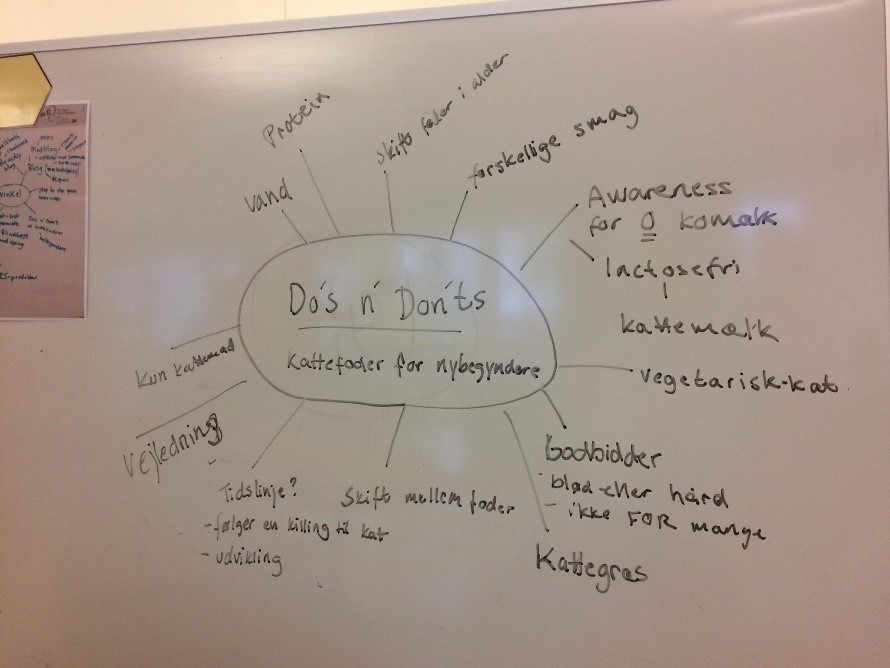 Protein
Skift foder i alder
forskellige smag
vand
Awareness
for 0 komælk
lactosefri
kattemælk
Do's n' Don'ts
kattefoder for nybegyndere
Kun kattemad
vegetarisk-kat
Vejledning
Godbidder
blød eller hård
- ikke FOR mange
Kattegræs
Skift mellem foder
Tidslinje?
- følger en killing til kat
- udvikling